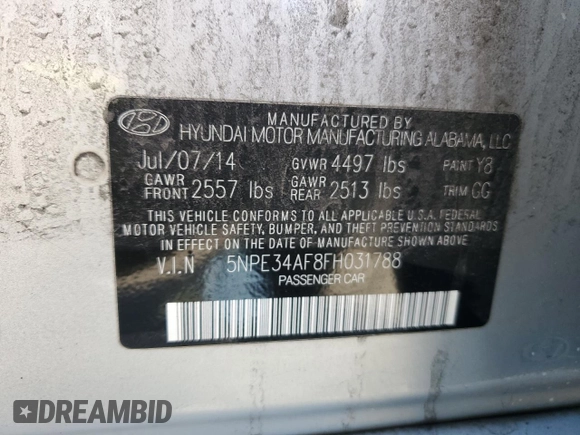 MANUFACTURED BY
HYUNDAI MOTOR MANUFACTURING ALABAMA, LLC
Jul/07/14 GVWR 4497 lbs PAINT Y8
GAWR FRONT 2557 lbs GAWR REAR 2513 lbs TRIM GG
THIS VEHICLE CONFORMS TO ALL APPLICABLE U.S.A. FEDERAL
MOTOR VEHICLE SAFETY, BUMPER, AND THEFT PREVENTION STANDARDS
IN EFFECT ON THE DATE OF MANUFACTURE SHOWN ABOVE.
V.I.N 5NPE34AF8FH031788
PASSENGER CAR
DREAMBID